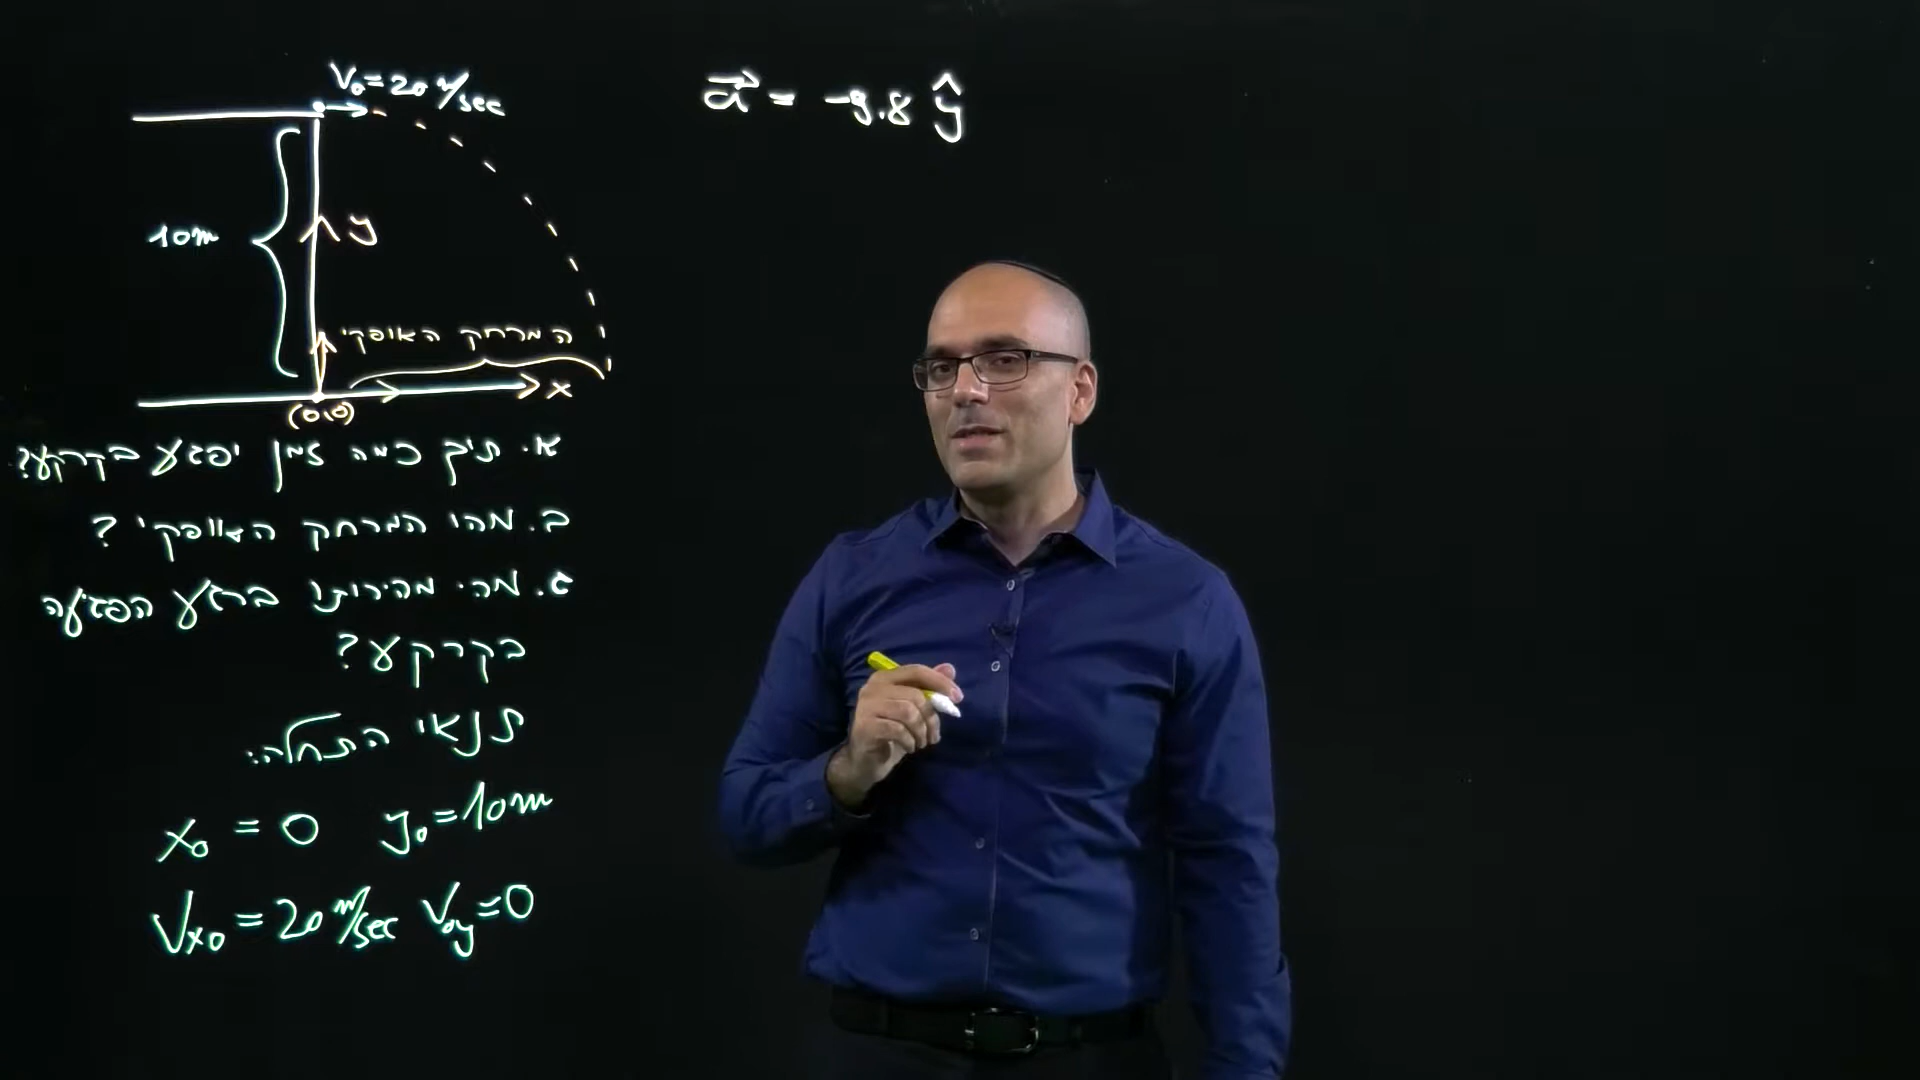 V₀=20 m/sec
10m
y
המרחק האופקי
x
(0,0)
א. תוך כמה זמן יפגע בקרקע?
ב. מהו המרחק האופקי?
ג. מהי מהירותו ברגע הפגיעה
בקרקע?
תנאי התחלה:
x₀ = 0 y₀=10m
Vx₀ = 20 m/sec V₀y=0
a⃗ = -9.8 ŷ